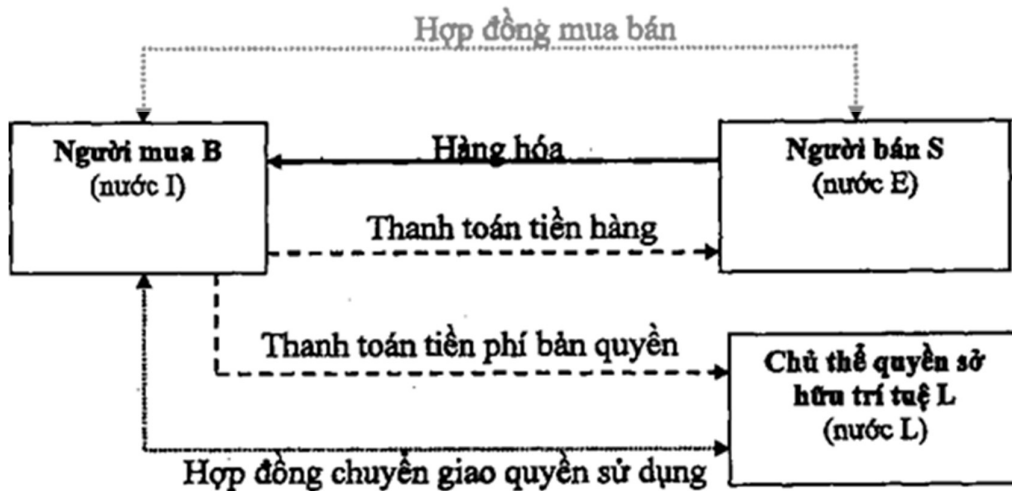 Hợp đồng mua bán
Người mua B
(nước I)
Hàng hóa
Người bán S
(nước E)
Thanh toán tiền hàng
Thanh toán tiền phí bản quyền
Chủ thể quyền sở
hữu trí tuệ L
(nước L)
Hợp đồng chuyển giao quyền sử dụng